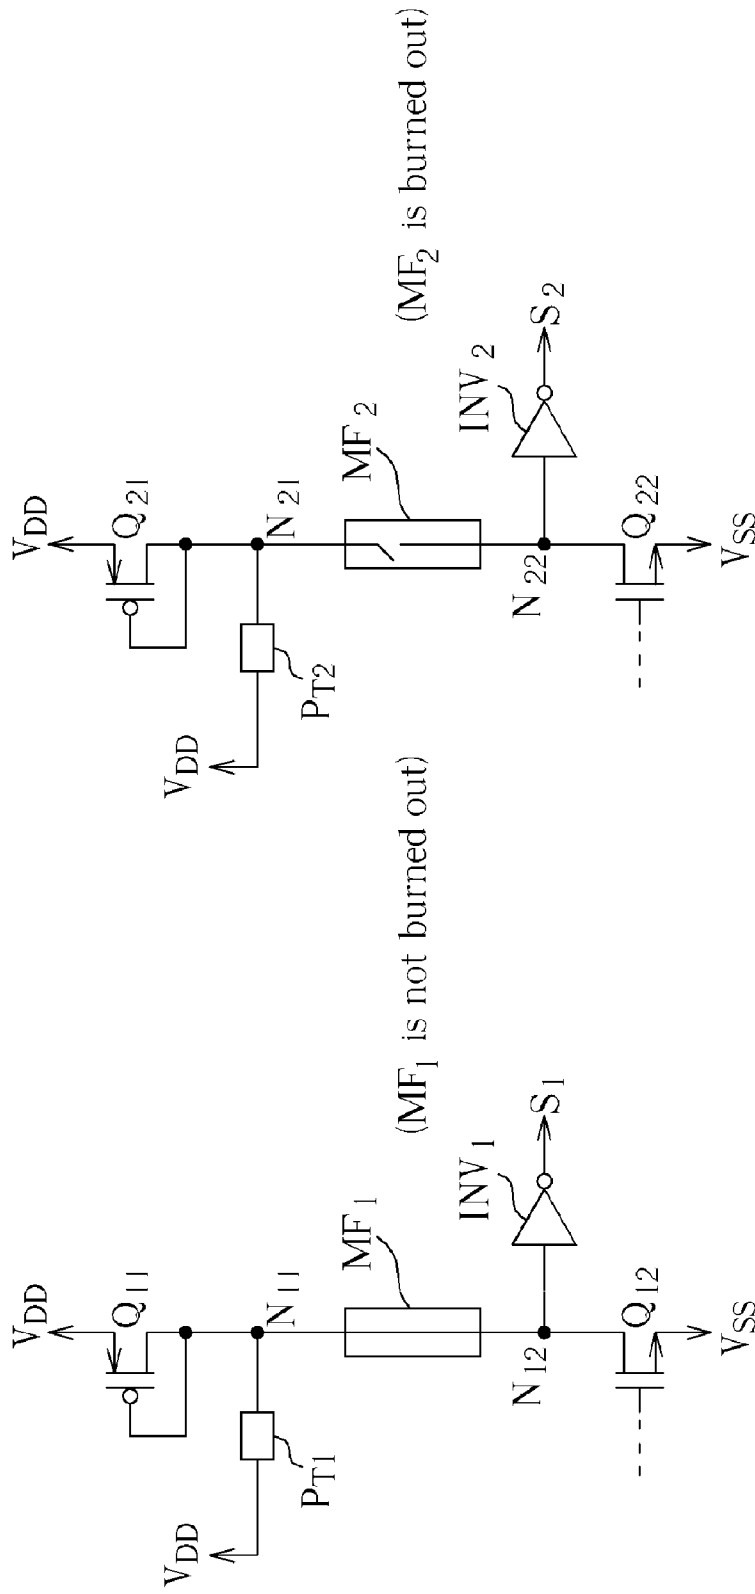 VDD
Q11
VDD
PT1
N11
MF1
(MF1 is not burned out)
N12
INV1
S1
Q12
VSS
VDD
Q21
VDD
PT2
N21
MF2
(MF2 is burned out)
N22
INV2
S2
Q22
VSS